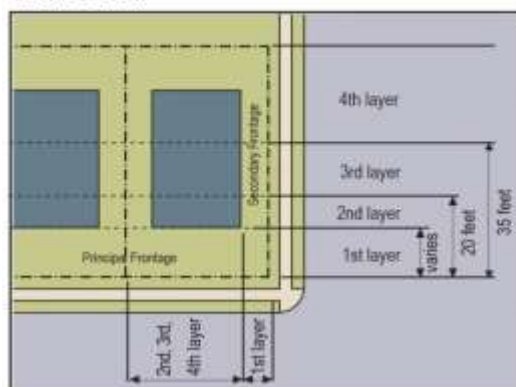 4th layer
Secondary Frontage
3rd layer
2nd layer
Principal Frontage
1st layer
varies
20 feet
35 feet
2nd, 3rd,
4th layer
1st layer